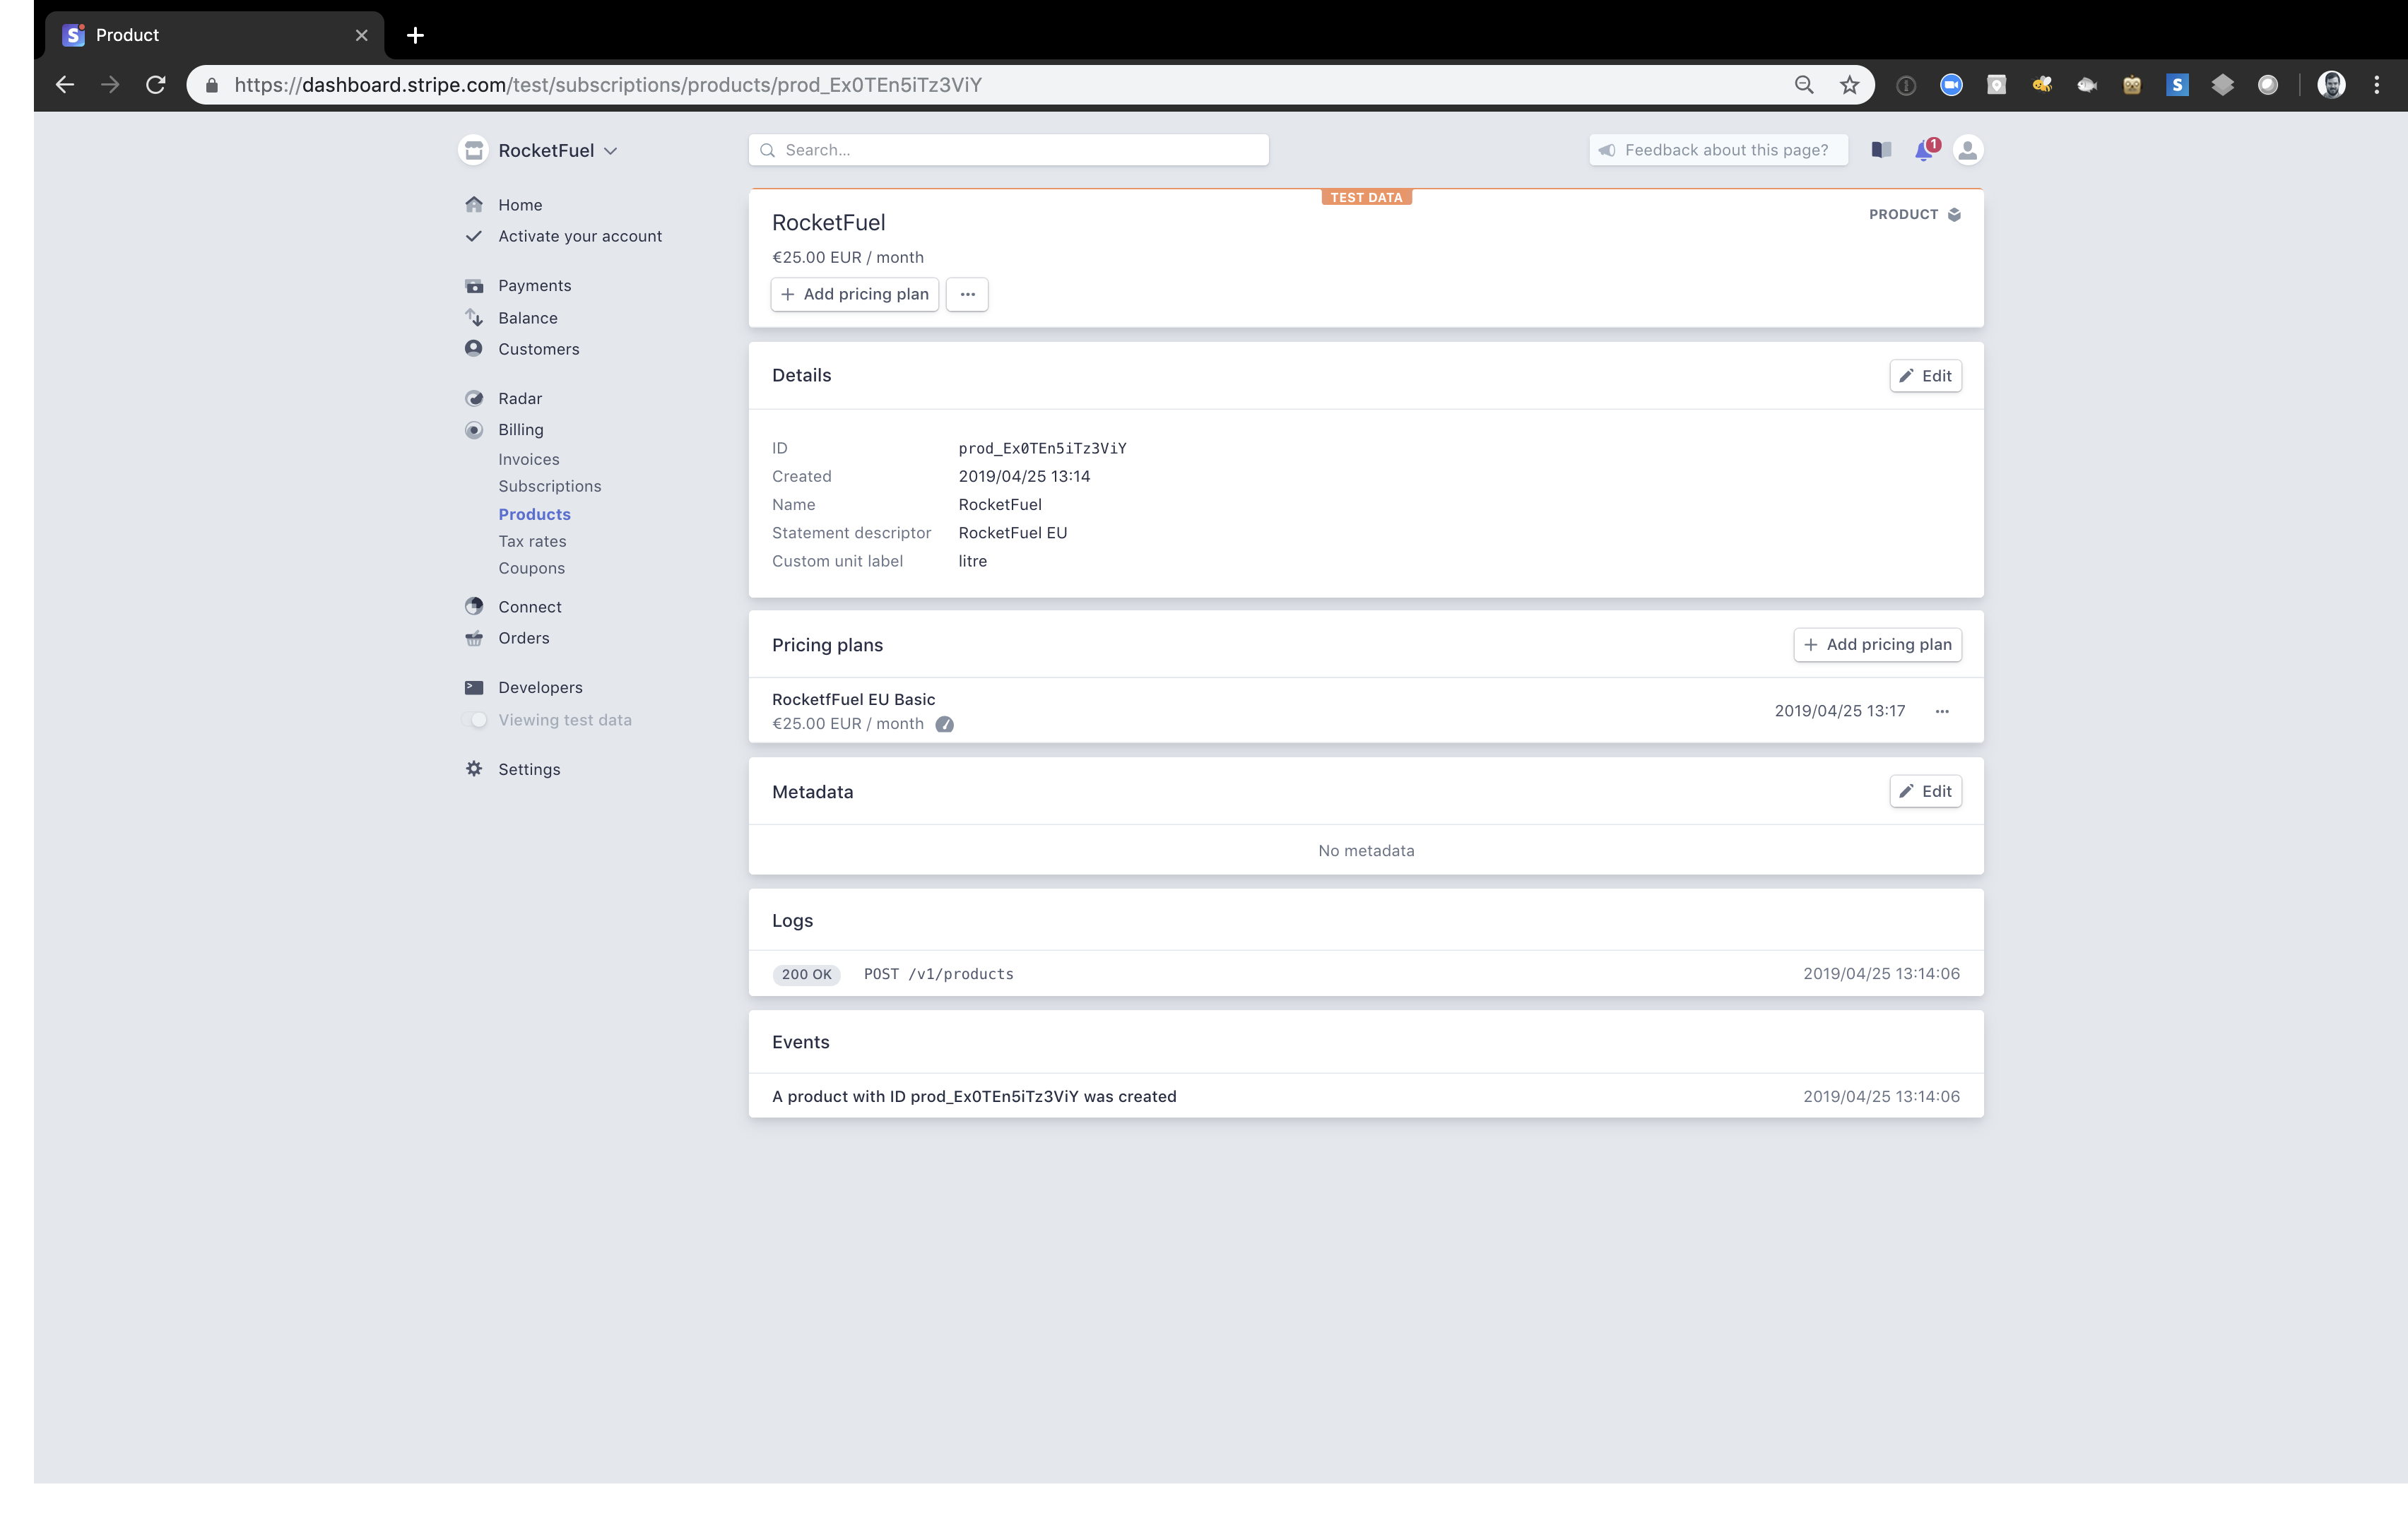 Product
https://dashboard.stripe.com/test/subscriptions/products/prod_Ex0TEn5iTz3ViY
RocketFuel
Search...
Feedback about this page?
1
Home
Activate your account
Payments
Balance
Customers
Radar
Billing
Invoices
Subscriptions
Products
Tax rates
Coupons
Connect
Orders
Developers
Viewing test data
Settings
TEST DATA
RocketFuel
PRODUCT
€25.00 EUR / month
Add pricing plan
Details
Edit
ID prod_Ex0TEn5iTz3ViY
Created 2019/04/25 13:14
Name RocketFuel
Statement descriptor RocketFuel EU
Custom unit label litre
Pricing plans
Add pricing plan
RocketfFuel EU Basic
€25.00 EUR / month
2019/04/25 13:17
Metadata
Edit
No metadata
Logs
200 OK POST /v1/products 2019/04/25 13:14:06
Events
A product with ID prod_Ex0TEn5iTz3ViY was created 2019/04/25 13:14:06